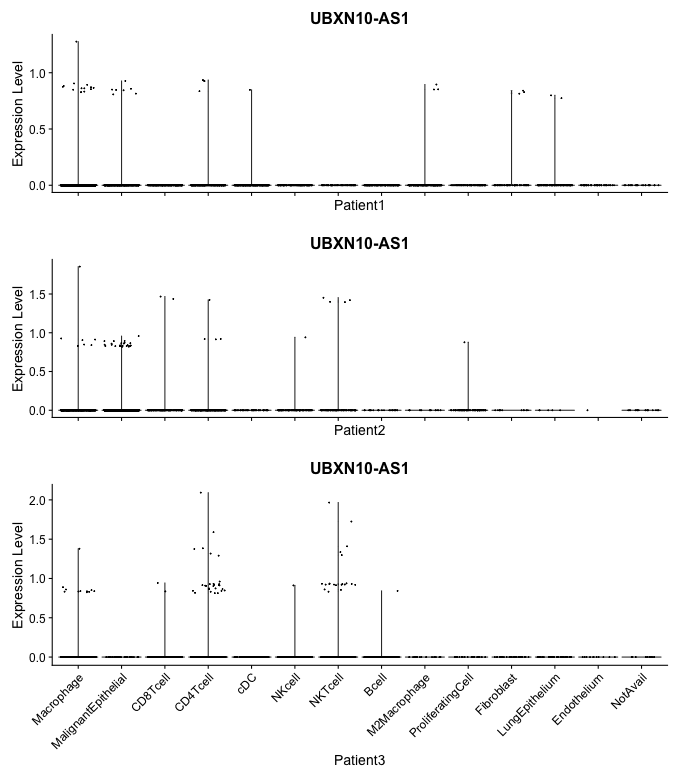 UBXN10-AS1
Expression Level
1.0
0.5
0.0
Patient1
UBXN10-AS1
Expression Level
1.5
1.0
0.5
0.0
Patient2
UBXN10-AS1
Expression Level
2.0
1.5
1.0
0.5
0.0
Macrophage
MalignantEpithelial
CD8Tcell
CD4Tcell
cDC
NKcell
NKTcell
Bcell
M2Macrophage
ProliferatingCell
Fibroblast
LungEpithelium
Endothelium
NotAvail
Patient3